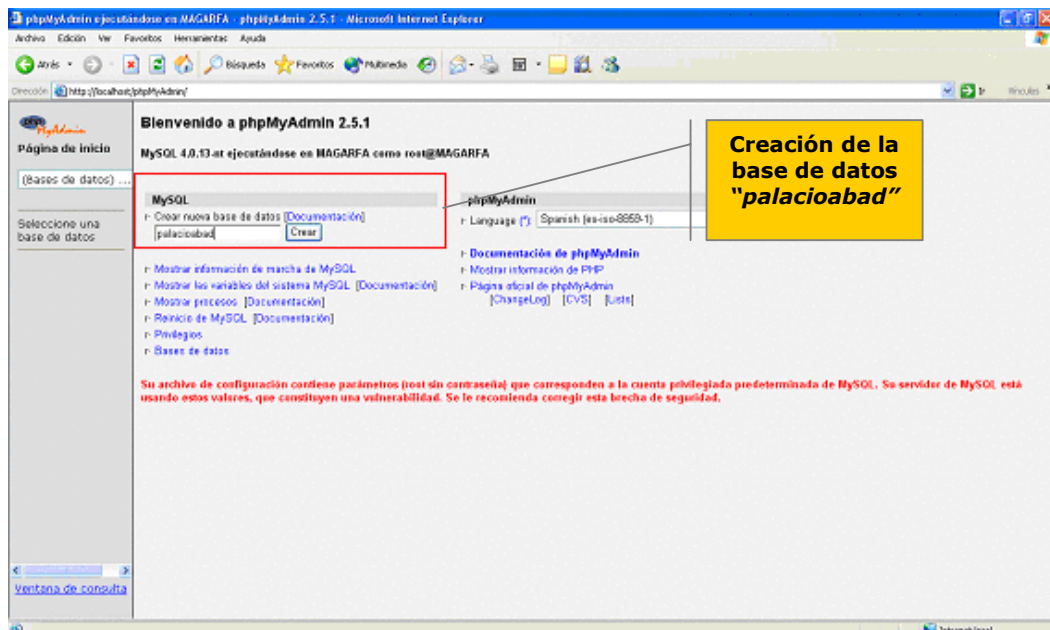 phpMyAdmin ejecutándose en MAGARFA - phpMyAdmin 2.5.1 - Microsoft Internet Explorer
Archivo Edición Ver Favoritos Herramientas Ayuda
Atrás Búsqueda Favoritos Multimedia
Dirección http://localhost/phpMyAdmin/ Ir Vínculos
php
MyAdmin
Página de inicio
(Bases de datos) ...
Seleccione una
base de datos
Bienvenido a phpMyAdmin 2.5.1
MySQL 4.0.13-nt ejecutándose en MAGARFA como root@MAGARFA
MySQL
Crear nueva base de datos [Documentación]
palacioabad Crear
Mostrar información de marcha de MySQL
Mostrar las variables del sistema MySQL [Documentación]
Mostrar procesos [Documentación]
Reinicio de MySQL [Documentación]
Privilegios
Bases de datos
phpMyAdmin
Language (*): Spanish (es-iso-8859-1)
Documentación de phpMyAdmin
Mostrar información de PHP
Página oficial de phpMyAdmin
[ChangeLog] [CVS] [Lists]
Creación de la
base de datos
“palacioabad”
Su archivo de configuración contiene parámetros (root sin contraseña) que corresponden a la cuenta privilegiada predeterminada de MySQL. Su servidor de MySQL está
usando estos valores, que constituyen una vulnerabilidad. Se le recomienda corregir esta brecha de seguridad.
Ventana de consulta